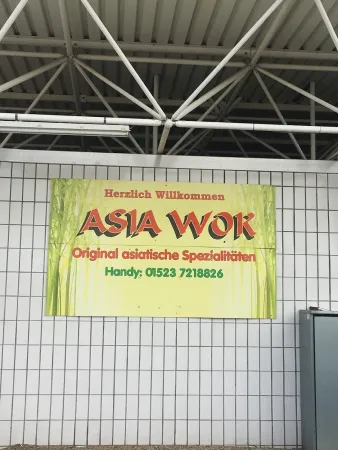 Herzlich Willkommen
ASIA WOK
Original asiatische Spezialitäten
Handy: 01523 7218826